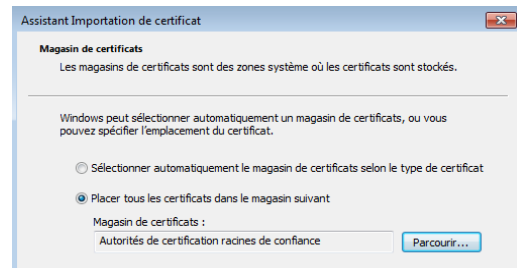 Assistant Importation de certificat
Magasin de certificats
Les magasins de certificats sont des zones système où les certificats sont stockés.
Windows peut sélectionner automatiquement un magasin de certificats, ou vous
pouvez spécifier l'emplacement du certificat.
Sélectionner automatiquement le magasin de certificats selon le type de certificat
Placer tous les certificats dans le magasin suivant
Magasin de certificats :
Autorités de certification racines de confiance
Parcourir...